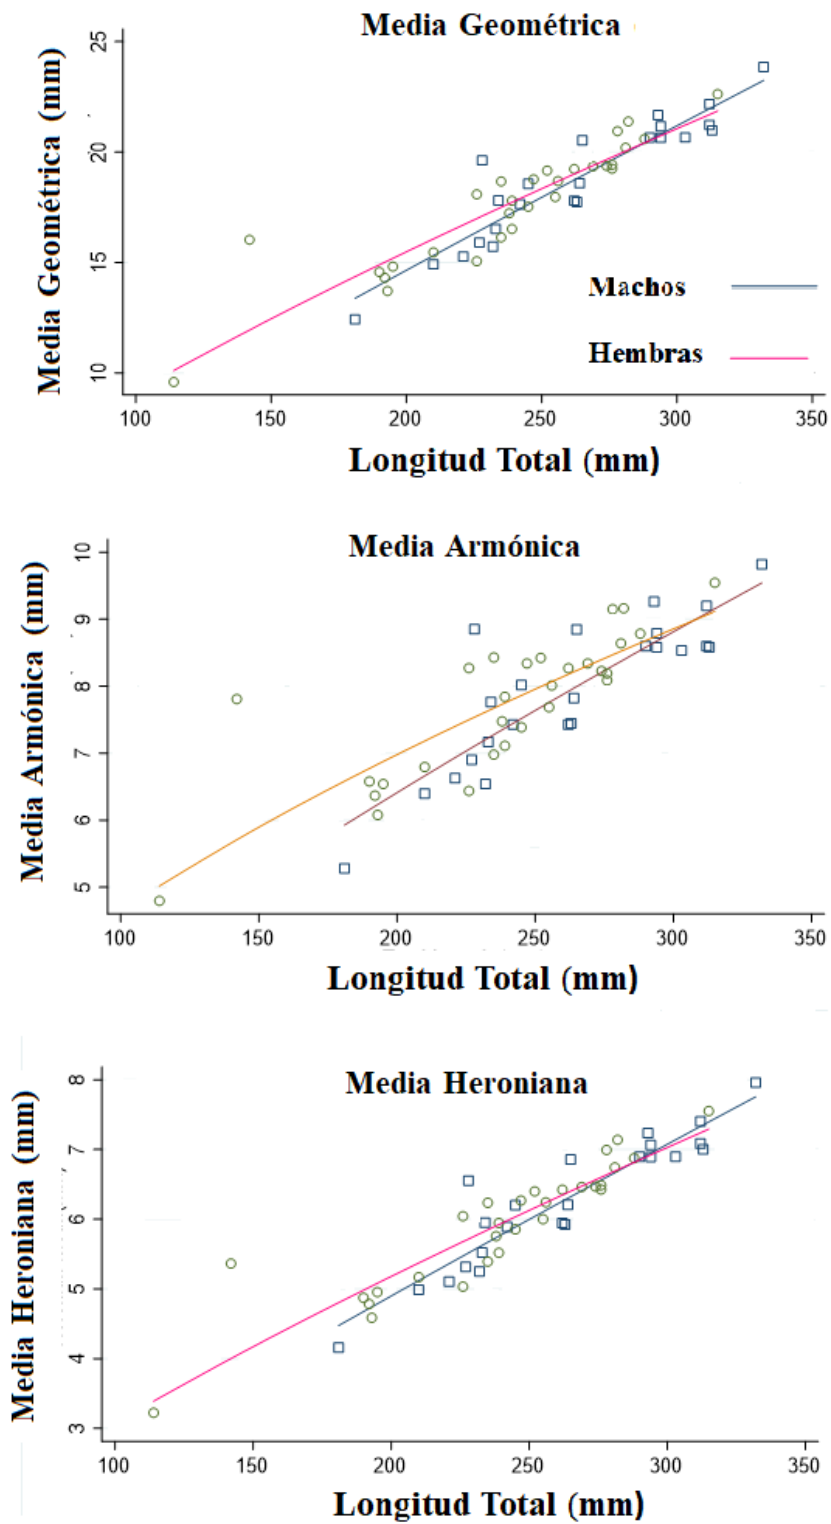 Media Geométrica
25
20
15
10
Media Geométrica (mm)
Machos
Hembras
100 150 200 250 300 350
Longitud Total (mm)
Media Armónica
10
9
8
7
6
5
Media Armónica (mm)
100 150 200 250 300 350
Longitud Total (mm)
Media Heroniana
8
7
6
5
4
3
Media Heroniana (mm)
100 150 200 250 300 350
Longitud Total (mm)